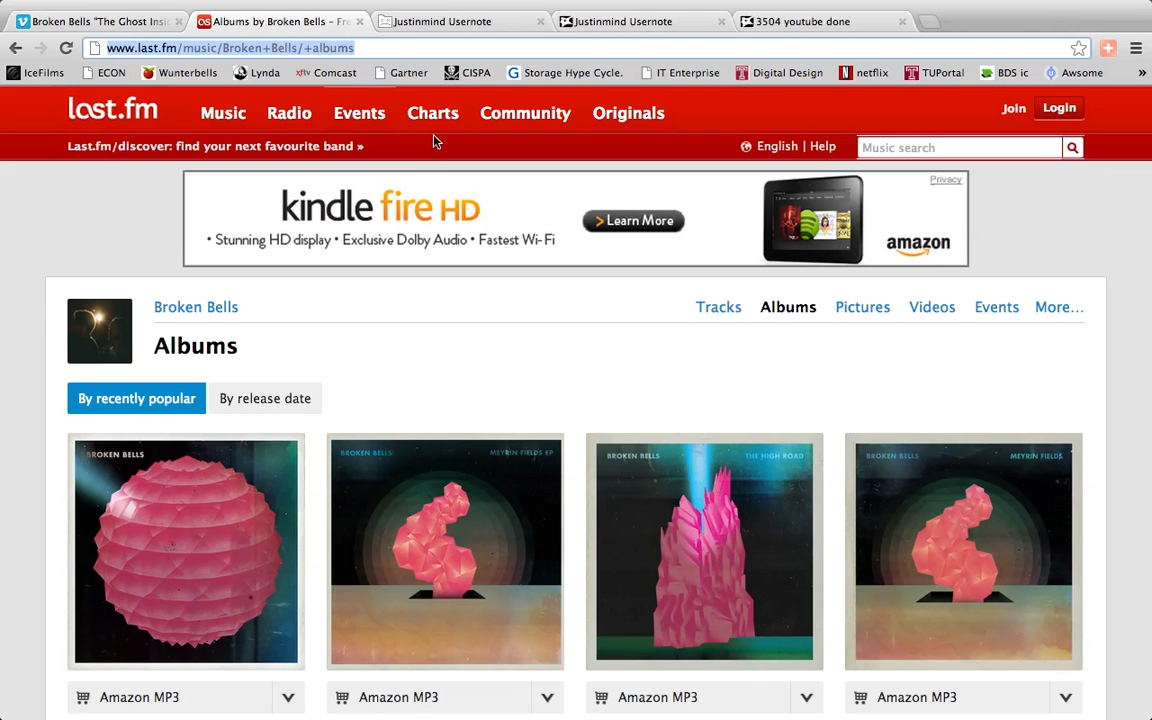 Broken Bells "The Ghost Insi
Albums by Broken Bells – Fre
Justinmind Usernote
Justinmind Usernote
3504 youtube done
www.last.fm/music/Broken+Bells/+albums
IceFilms
ECON
Wunterbells
Lynda
xfinity Comcast
Gartner
CISPA
Storage Hype Cycle.
IT Enterprise
Digital Design
netflix
TUPortal
BDS ic
Awsome
»
last.fm
Music
Radio
Events
Charts
Community
Originals
Join
Login
Last.fm/discover: find your next favourite band »
English | Help
Music search
Privacy
kindle fire HD
• Stunning HD display • Exclusive Dolby Audio • Fastest Wi-Fi
> Learn More
amazon
Broken Bells
Tracks
Albums
Pictures
Videos
Events
More...
Albums
By recently popular
By release date
BROKEN BELLS
BROKEN BELLS
MEYRIN FIELDS EP
BROKEN BELLS
THE HIGH ROAD
BROKEN BELLS
MEYRIN FIELDS
Amazon MP3
Amazon MP3
Amazon MP3
Amazon MP3